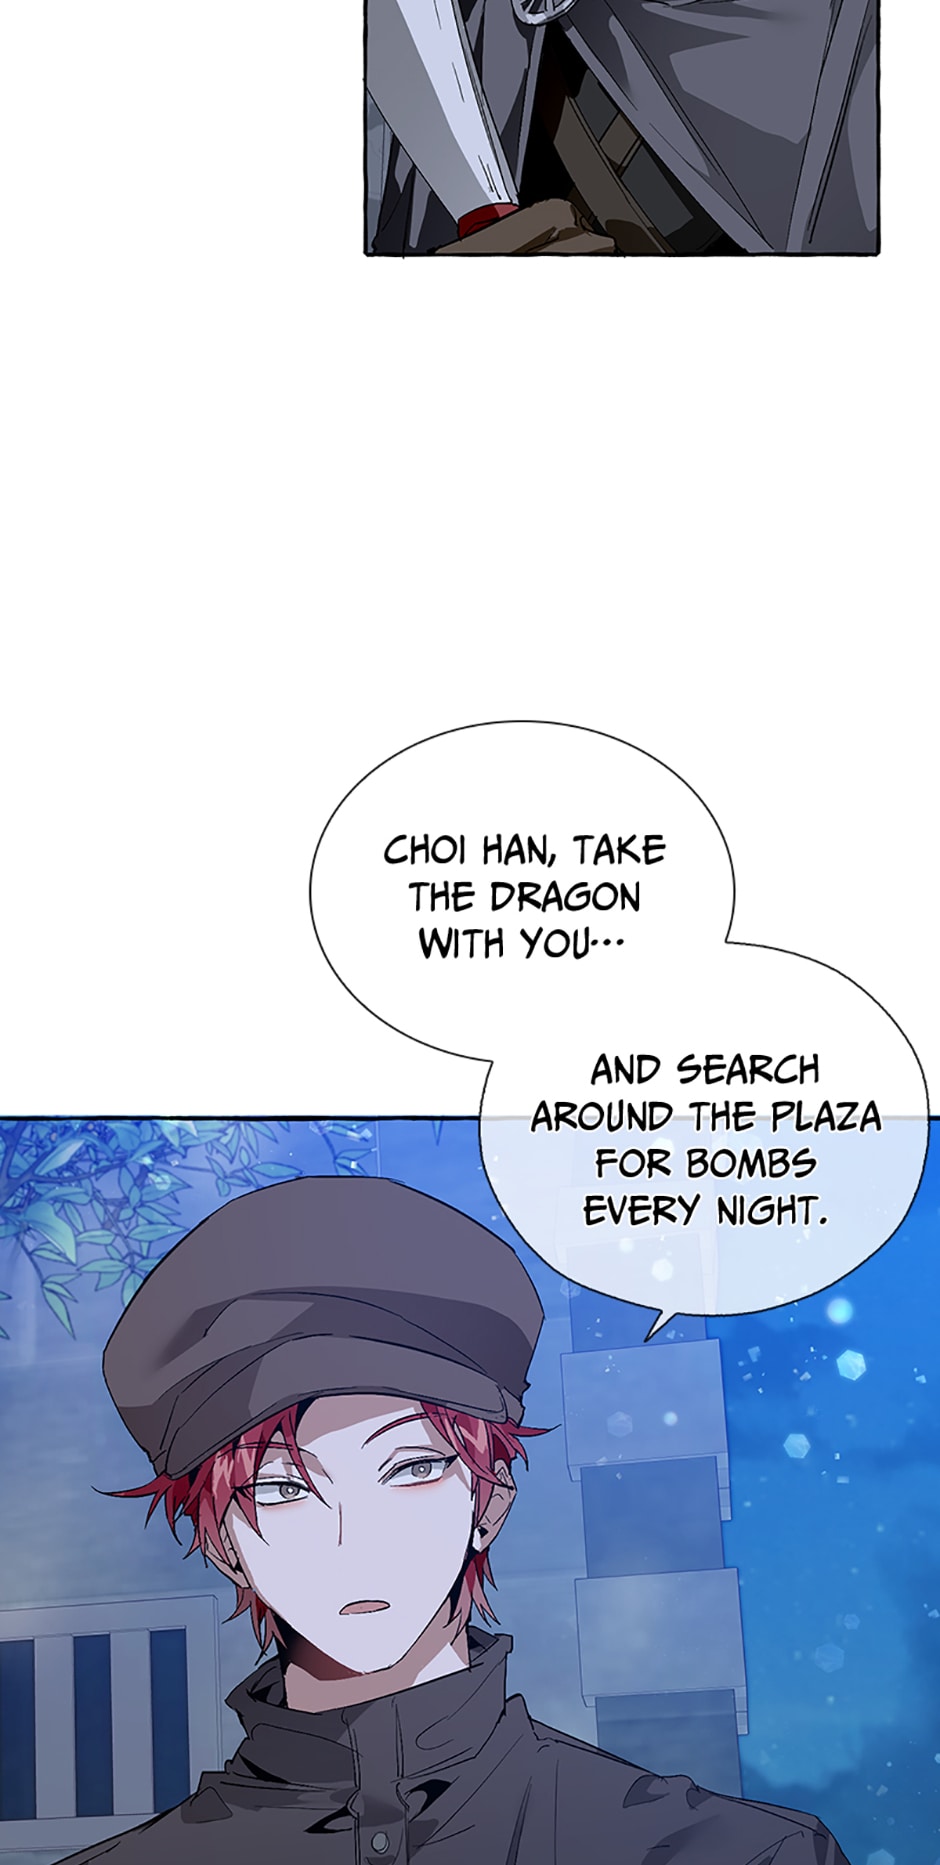 CHOI HAN, TAKE
THE DRAGON
WITH YOU...
AND SEARCH
AROUND THE PLAZA
FOR BOMBS
EVERY NIGHT.